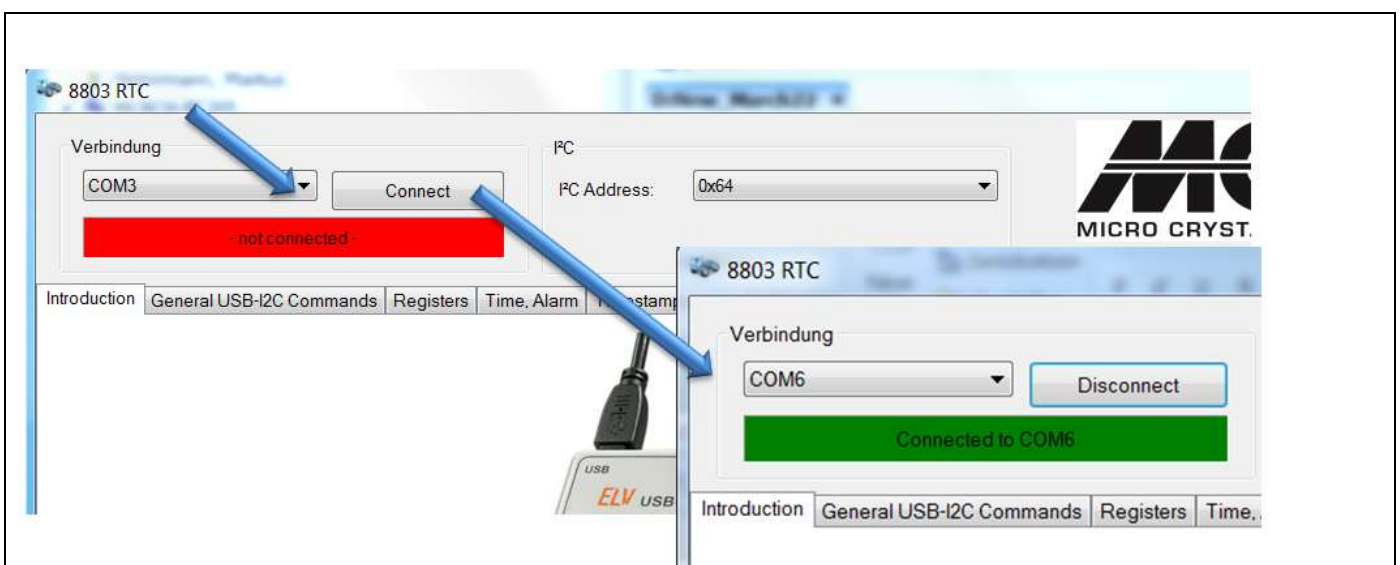 8803 RTC
Verbindung
COM3
Connect
- not connected -
I²C
I²C Address:
0x64
MICRO CRYST
Introduction
General USB-I2C Commands
Registers
Time, Alarm
USB
ELV USB
8803 RTC
Verbindung
COM6
Disconnect
Connected to COM6
Introduction
General USB-I2C Commands
Registers
Time,